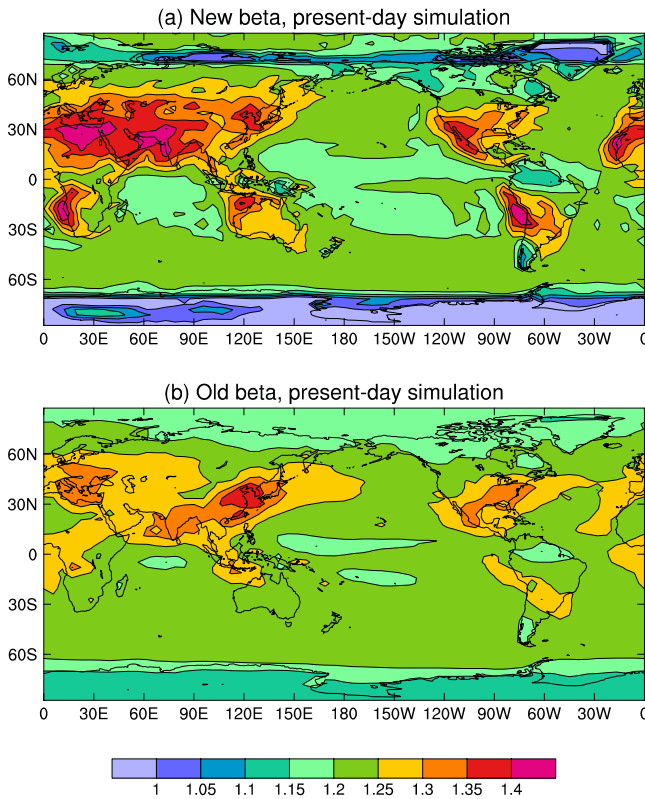 (a) New beta, present-day simulation
60N
30N
0
30S
60S
0 30E 60E 90E 120E 150E 180 150W 120W 90W 60W 30W 0
(b) Old beta, present-day simulation
60N
30N
0
30S
60S
0 30E 60E 90E 120E 150E 180 150W 120W 90W 60W 30W 0
1 1.05 1.1 1.15 1.2 1.25 1.3 1.35 1.4